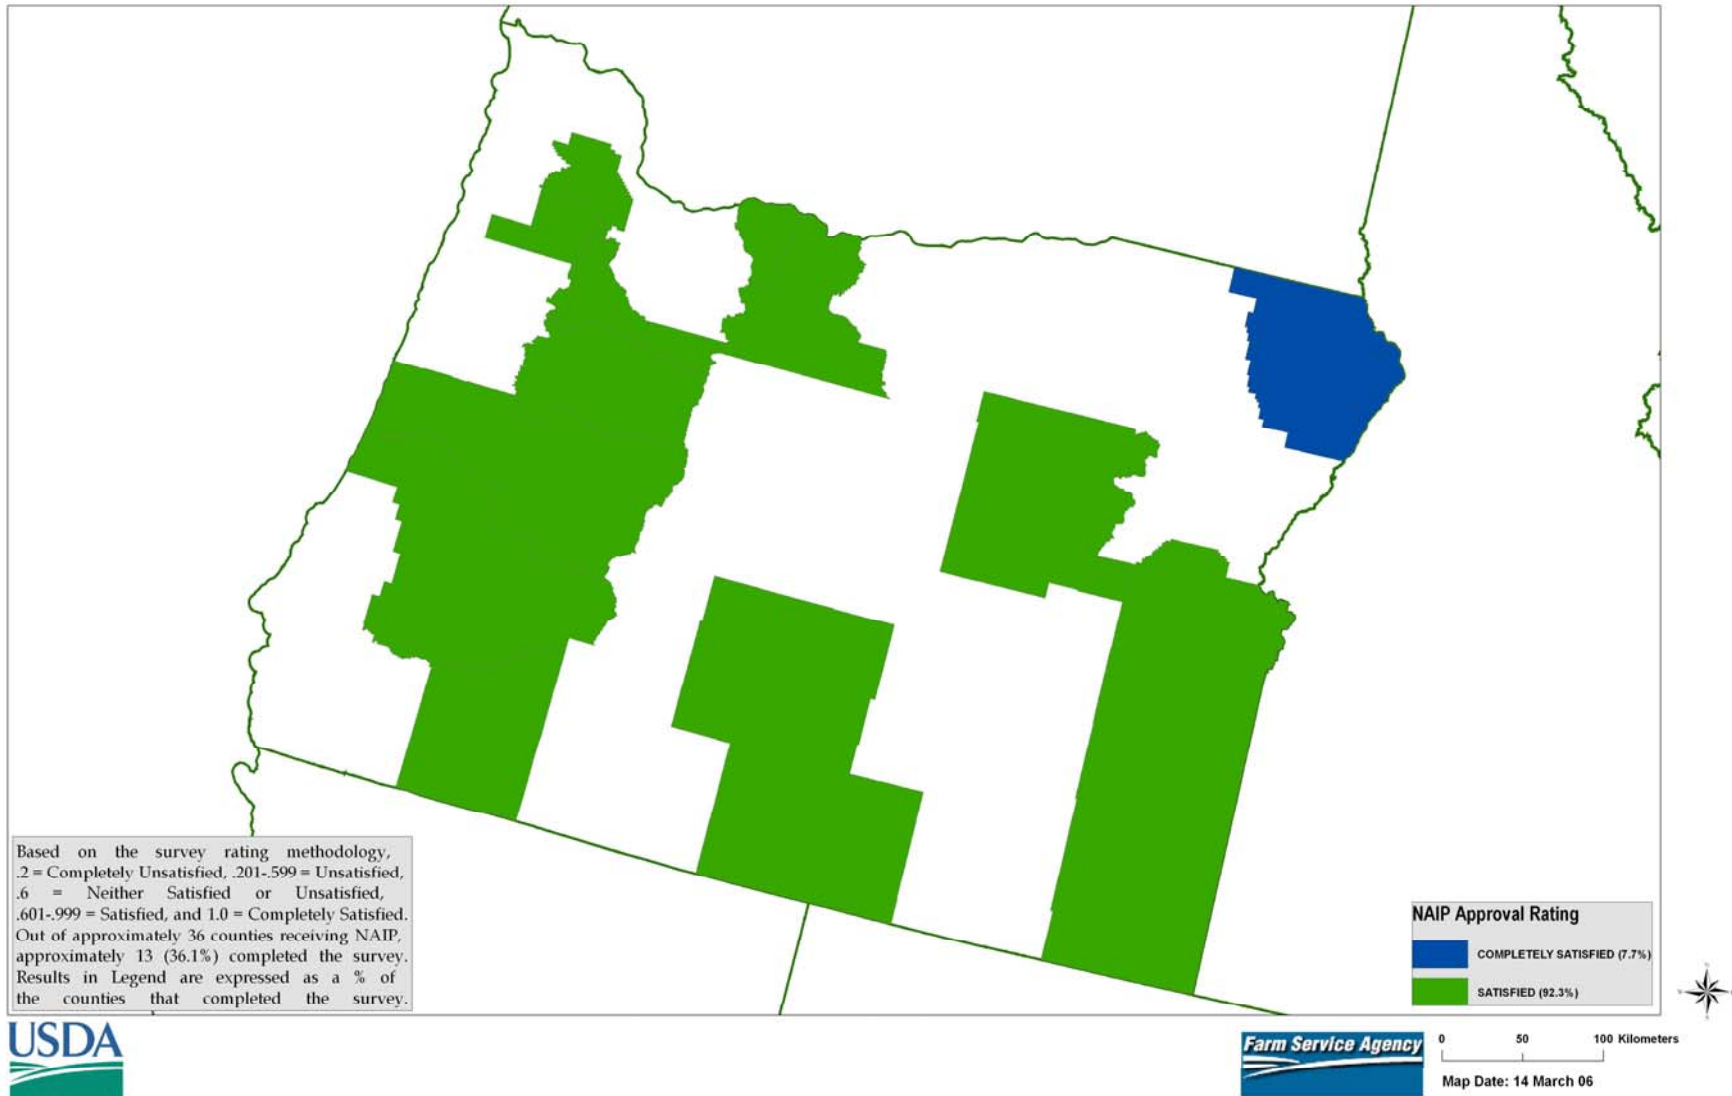 Based on the survey rating methodology,
.2 = Completely Unsatisfied, .201-.599 = Unsatisfied,
.6 = Neither Satisfied or Unsatisfied,
.601-.999 = Satisfied, and 1.0 = Completely Satisfied.
Out of approximately 36 counties receiving NAIP,
approximately 13 (36.1%) completed the survey.
Results in Legend are expressed as a % of
the counties that completed the survey.
NAIP Approval Rating
COMPLETELY SATISFIED (7.7%)
SATISFIED (92.3%)
USDA
Farm Service Agency
0 50 100 Kilometers
Map Date: 14 March 06